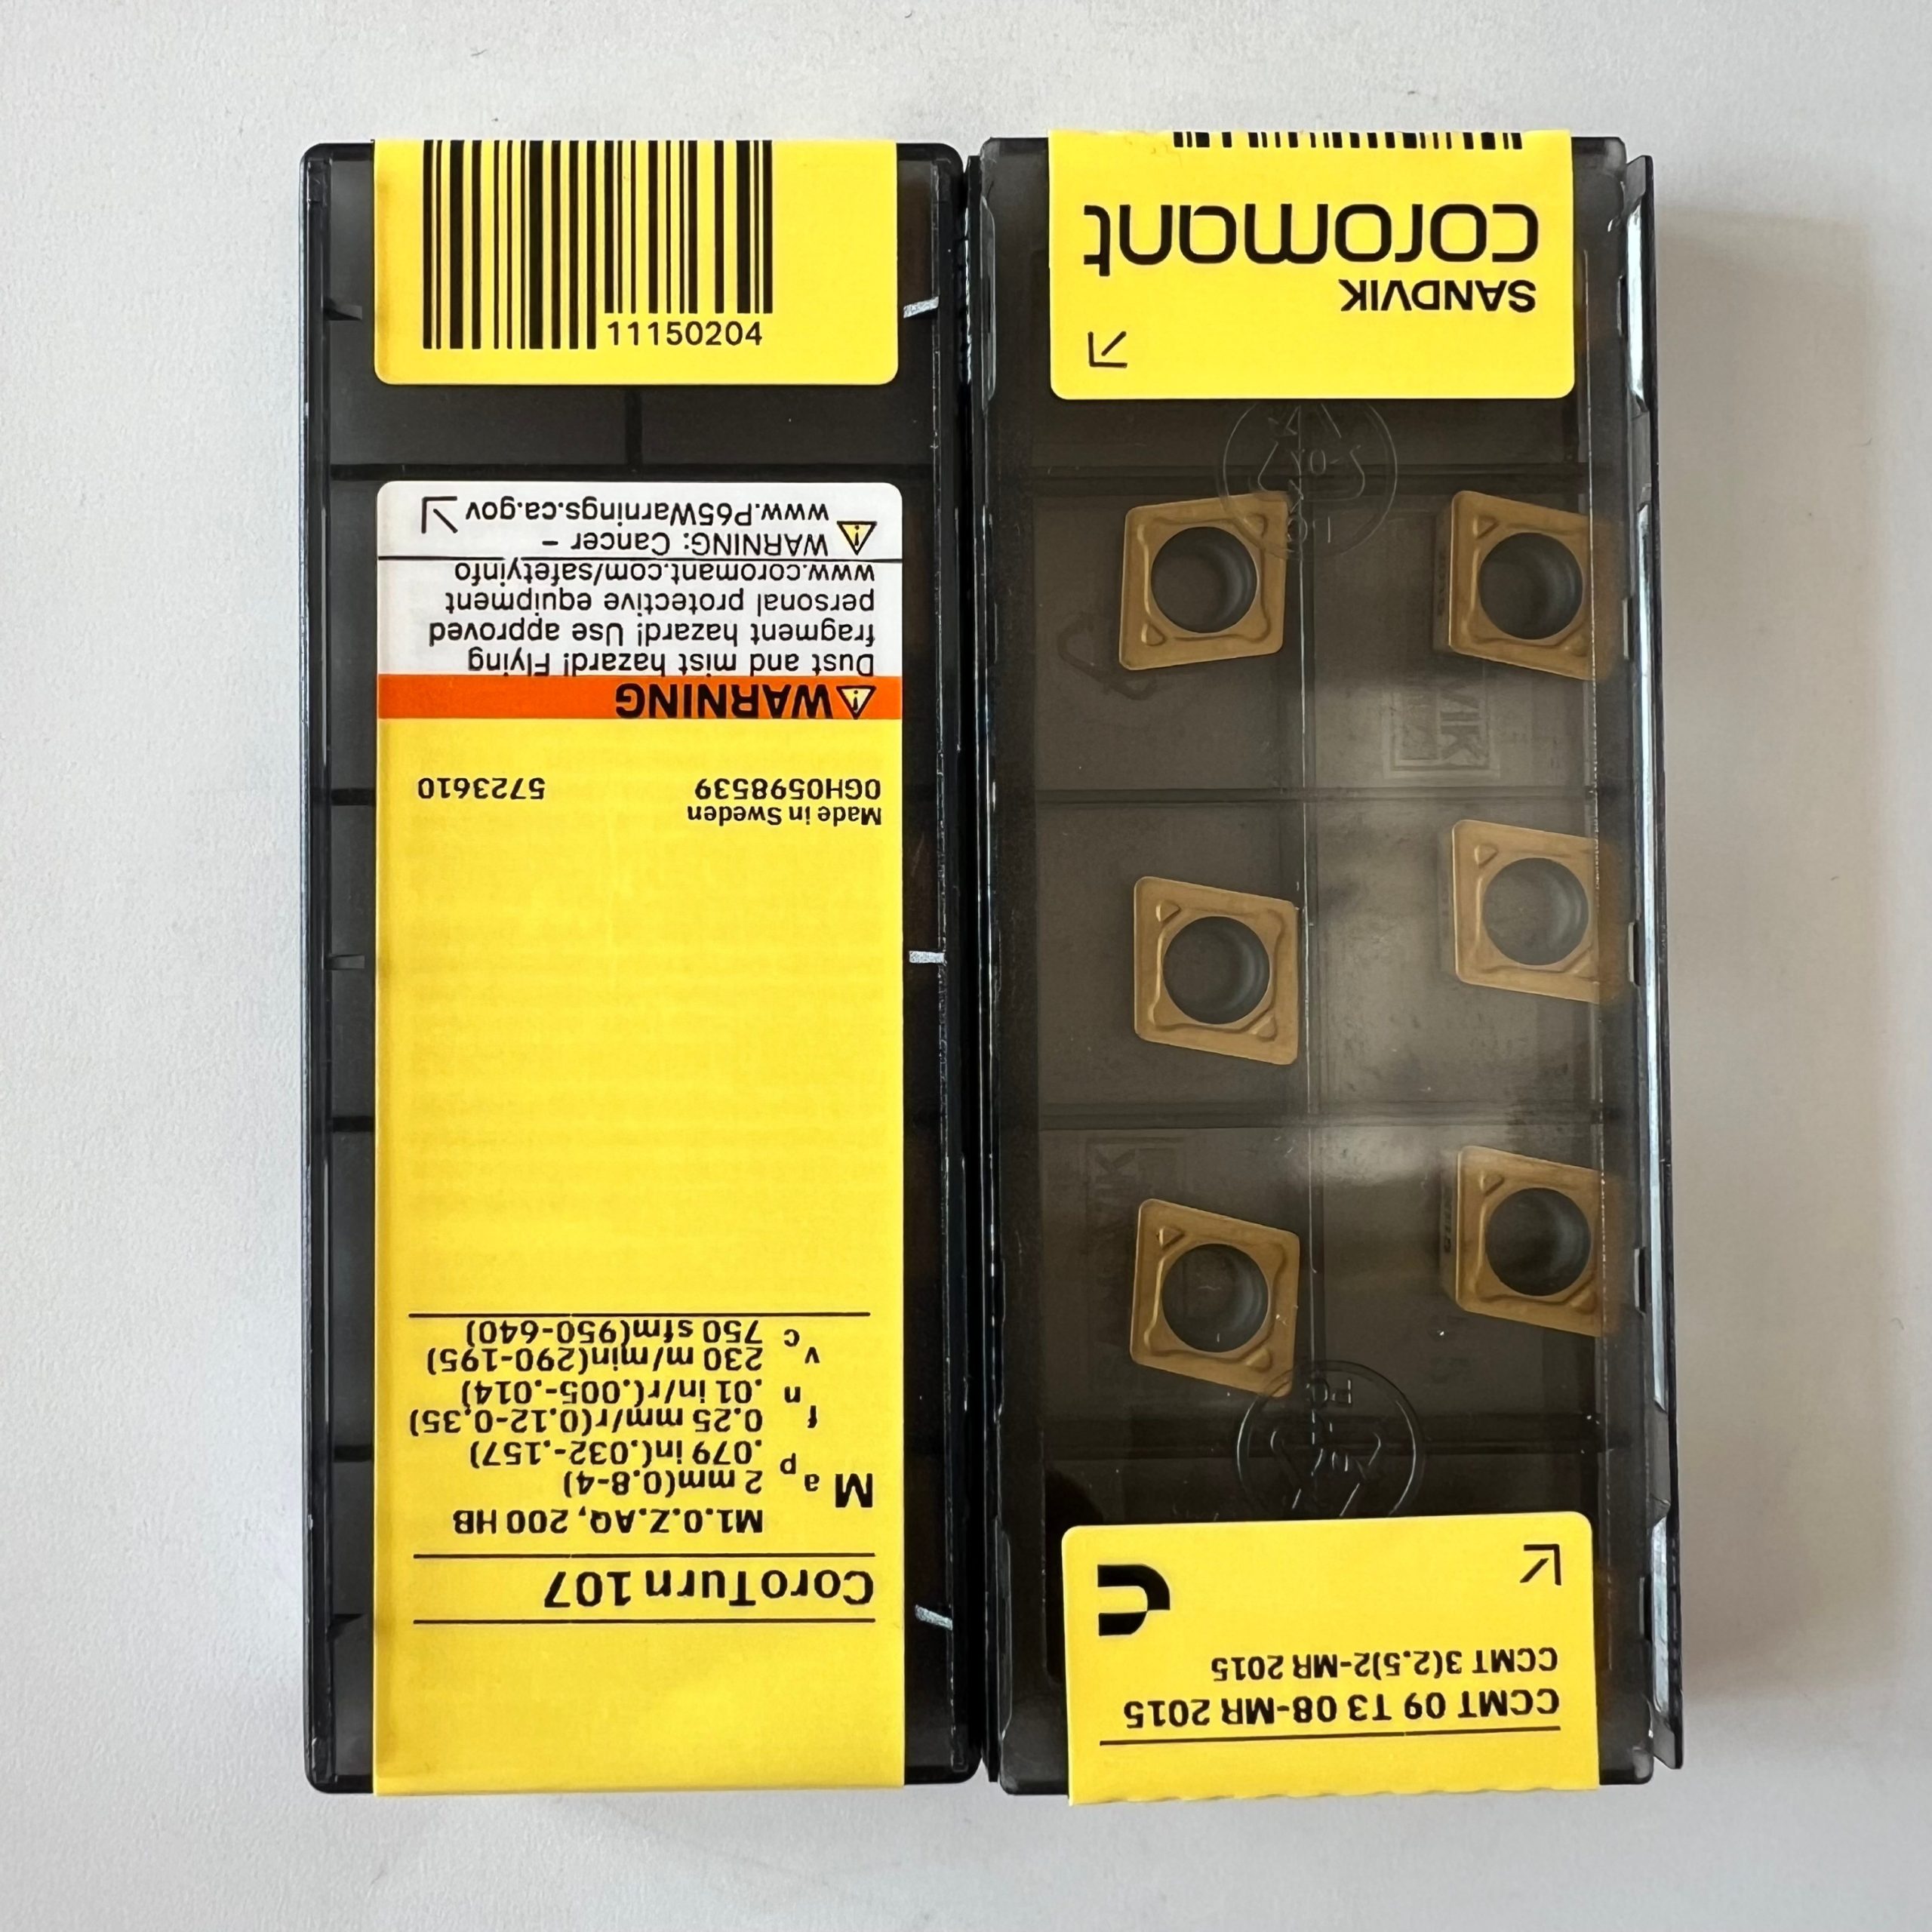 11150204
CoroTurn 107
M1.0.Z.AQ, 200 HB
M ap 2 mm(0.8-4)
.079 in(.032-.157)
fn 0.25 mm/r(0.12-0.35)
.01 in/r(.005-.014)
vc 230 m/min(290-195)
750 sfm(950-640)
Made in Sweden
0GH0598539 5723610
WARNING
Dust and mist hazard! Flying
fragment hazard! Use approved
personal protective equipment
www.coromant.com/safetyinfo
WARNING: Cancer –
www.P65Warnings.ca.gov
CCMT 09 T3 08-MR 2015
CCMT 3(2.5)2-MR 2015
SANDVIK
coromant